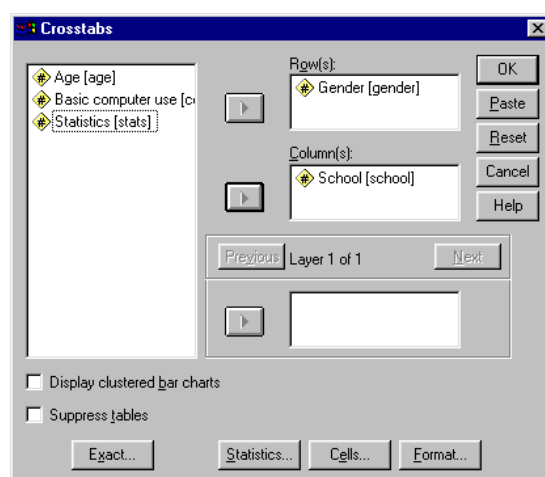 Crosstabs
Age [age]
Basic computer use [c
Statistics [stats]
Row(s):
Gender [gender]
Column(s):
School [school]
Previous Layer 1 of 1 Next
OK
Paste
Reset
Cancel
Help
Display clustered bar charts
Suppress tables
Exact... Statistics... Cells... Format...